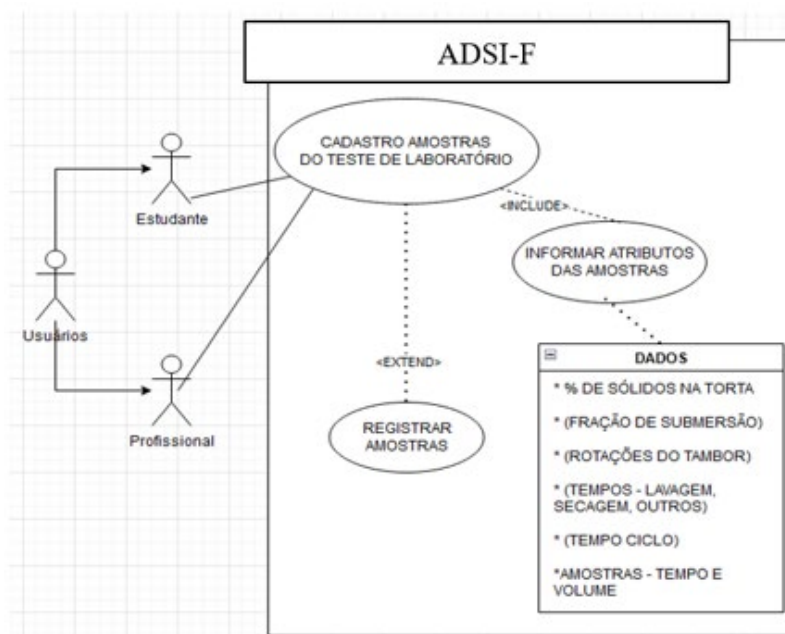 ADSI-F
CADASTRO AMOSTRAS
DO TESTE DE LABORATÓRIO
Estudante
<INCLUDE>
INFORMAR ATRIBUTOS
DAS AMOSTRAS
Usuários
<EXTEND>
DADOS
* % DE SÓLIDOS NA TORTA
* (FRAÇÃO DE SUBMERSÃO)
* (ROTAÇÕES DO TAMBOR)
* (TEMPOS - LAVAGEM,
SECAGEM, OUTROS)
* (TEMPO CICLO)
*AMOSTRAS - TEMPO E
VOLUME
Profissional
REGISTRAR
AMOSTRAS